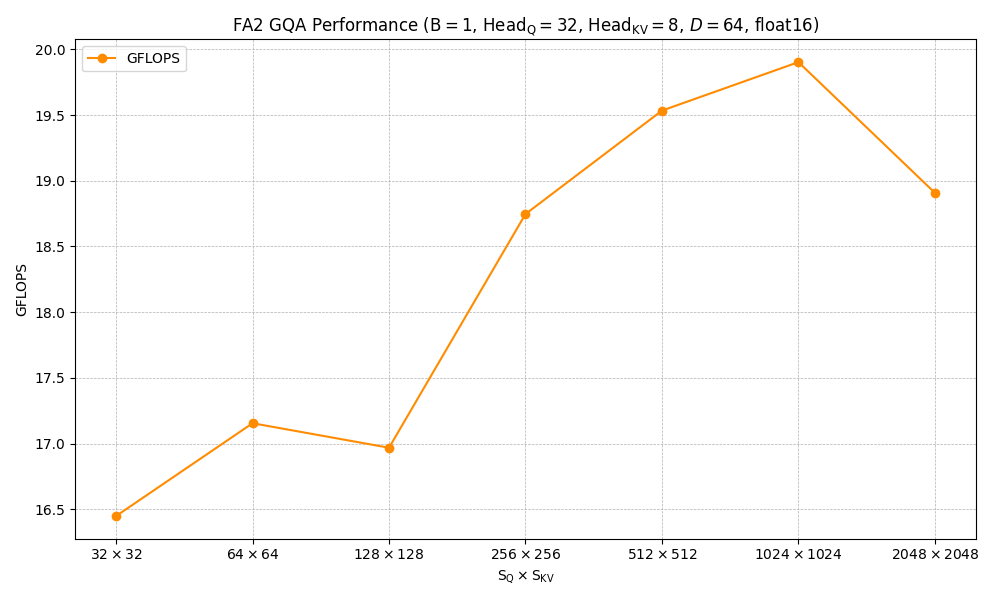 FA2 GQA Performance (B = 1, Head_Q = 32, Head_KV = 8, D = 64, float16)
GFLOPS
20.0
19.5
19.0
18.5
18.0
17.5
17.0
16.5
GFLOPS
32 × 32
64 × 64
128 × 128
256 × 256
512 × 512
1024 × 1024
2048 × 2048
S_Q × S_KV